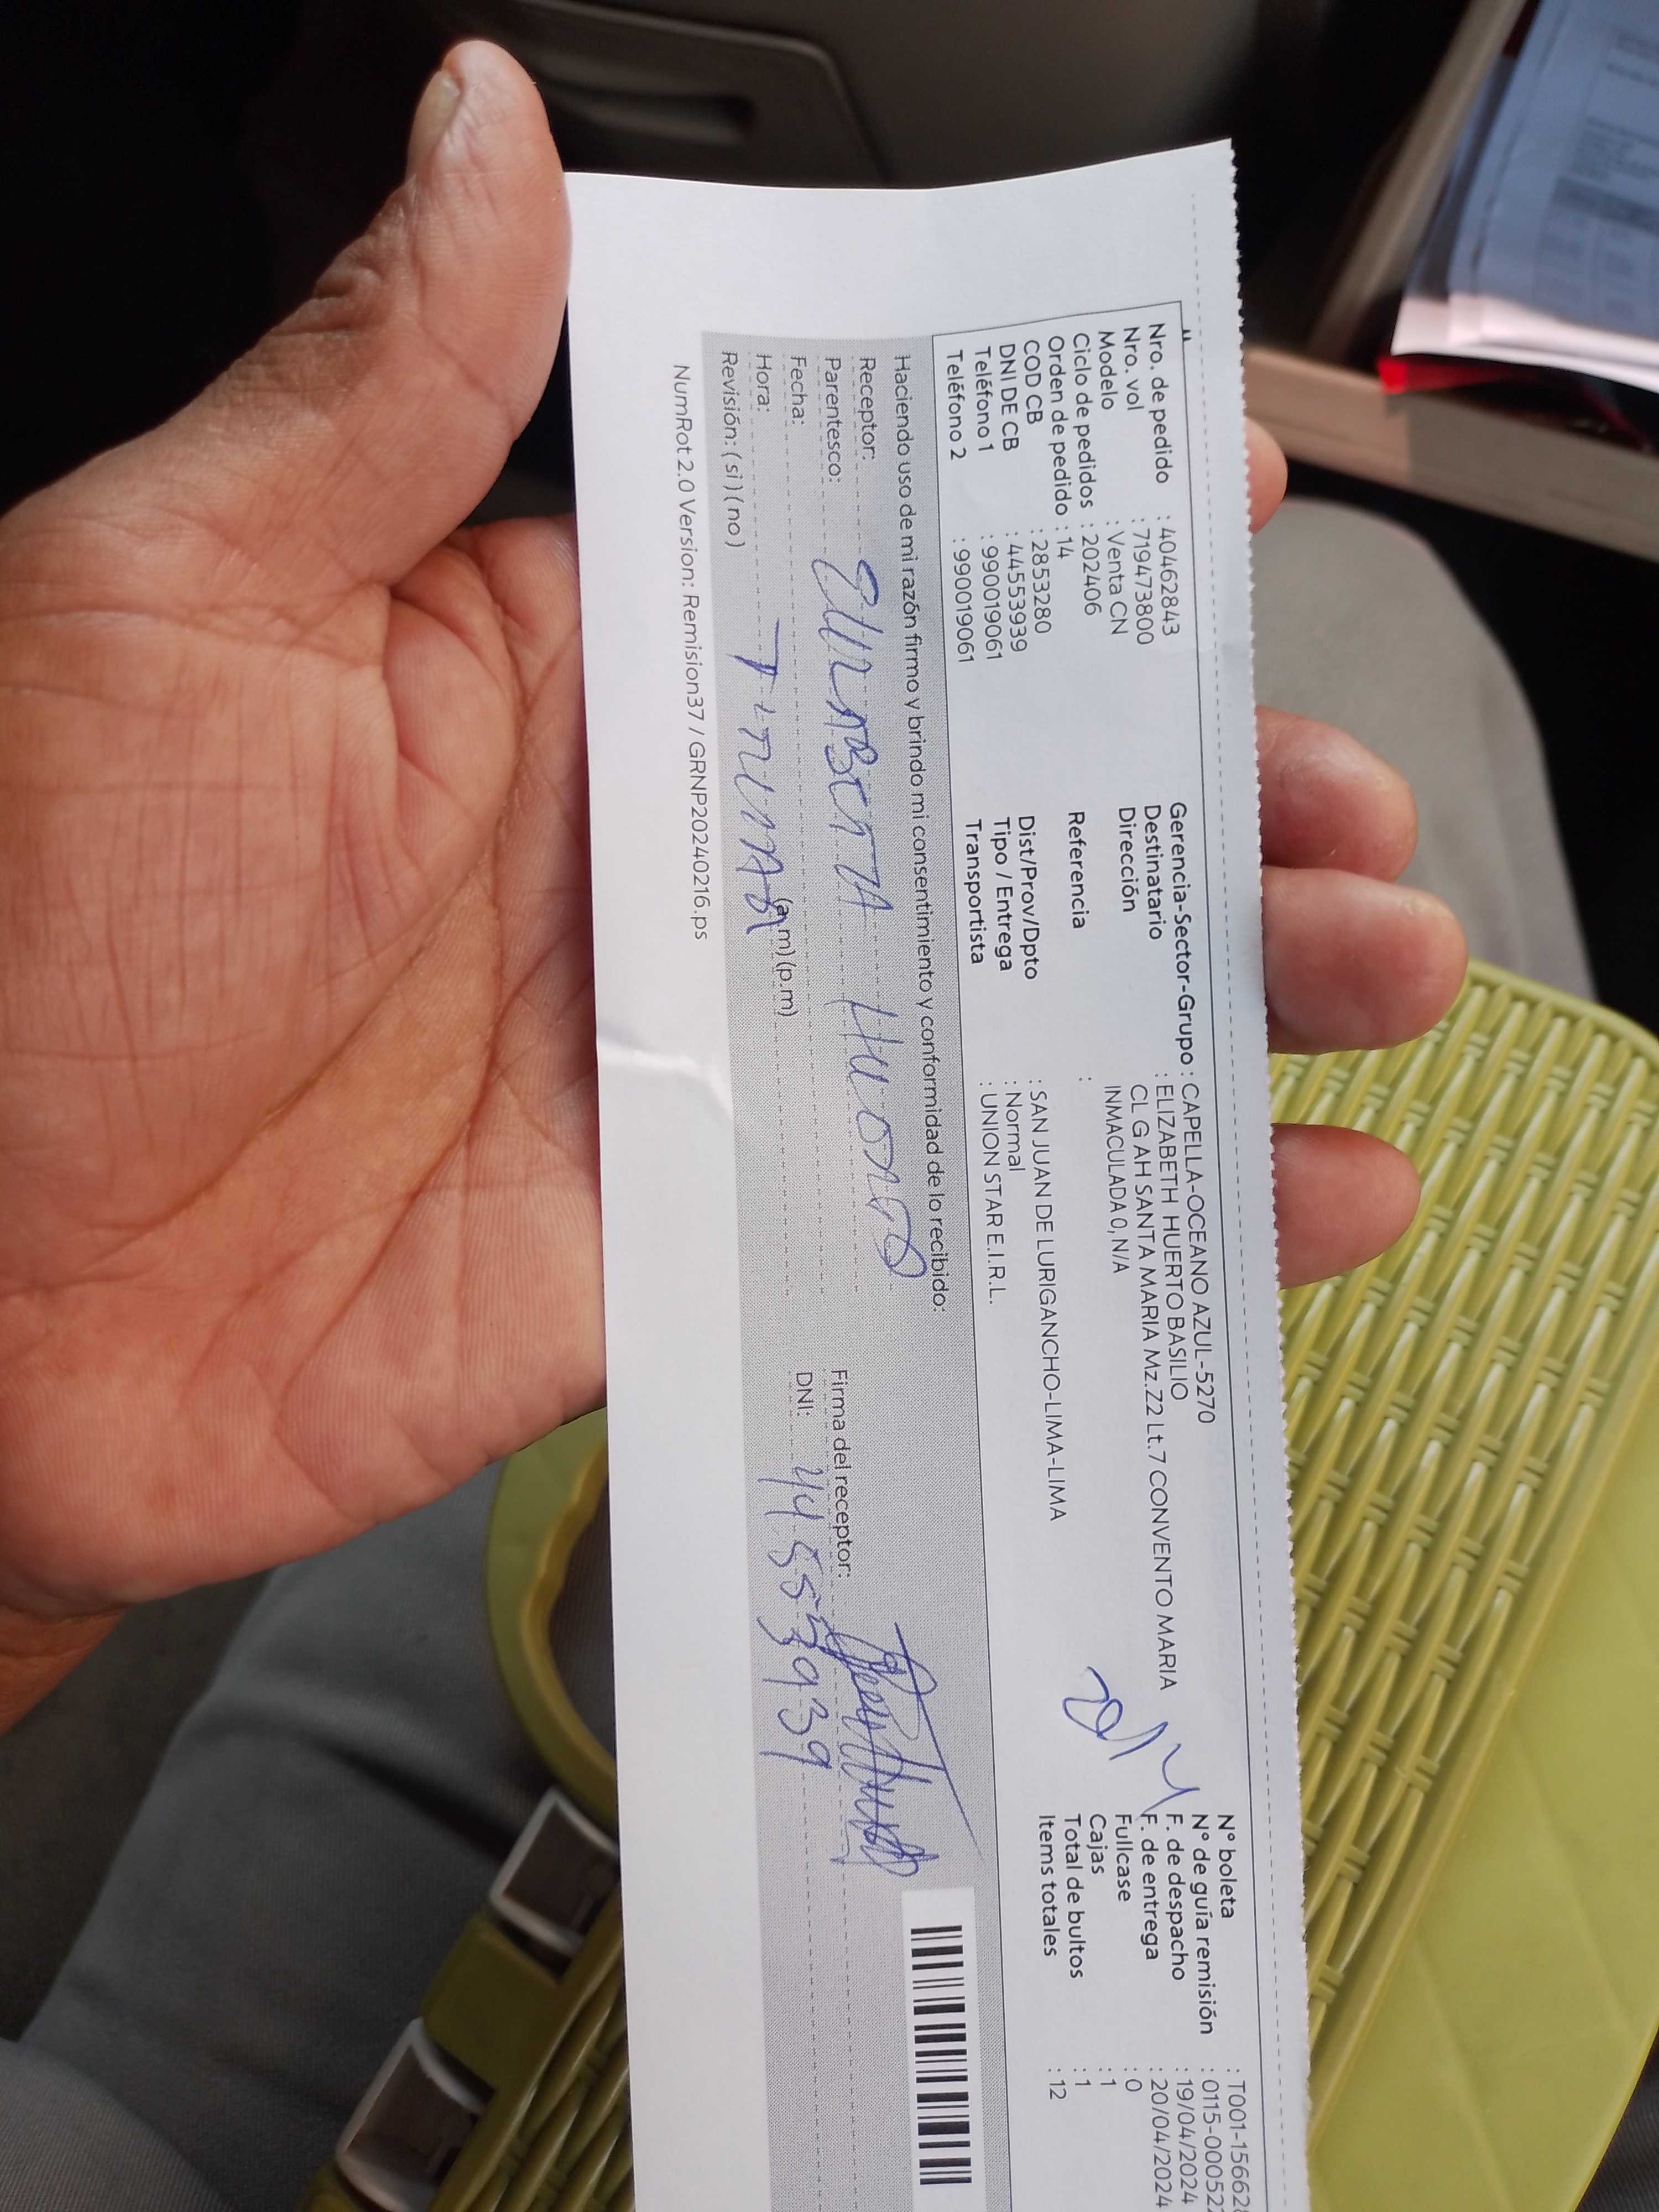 Nro. de pedido : 40462843
Nro. vol : 719473800
Modelo : Venta CN
Ciclo de pedidos : 202406
Orden de pedido : 14
COD CB : 2853280
DNI DE CB : 44553939
Teléfono 1 : 990019061
Teléfono 2 : 990019061
Gerencia-Sector-Grupo : CAPELLA-OCEANO AZUL-5270
Destinatario : ELIZABETH HUERTO BASILIO
Dirección CL G AH SANTA MARIA Mz.Z2 Lt.7 CONVENTO MARIA
INMACULADA 0, N/A
Referencia :
Dist/Prov/Dpto : SAN JUAN DE LURIGANCHO-LIMA-LIMA
Tipo / Entrega : Normal
Transportista : UNION STAR E.I.R.L.
N° boleta : T001-15662
N° de guía remisión : 0115-00052
F. de despacho : 19/04/2024
F. de entrega : 20/04/2024
Fullcase : 0
Cajas : 1
Total de bultos : 1
Items totales : 12
Haciendo uso de mi razón firmo y brindo mi consentimiento y conformidad de lo recibido:
Receptor:
Parentesco:
Fecha:
Hora: (a.m) (p.m)
Revisión: ( si ) ( no )
Firma del receptor:
DNI: 44553939
NumRot 2.0 Version: Remision37 / GRNP20240216.ps